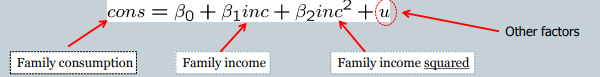 cons = β₀ + β₁inc + β₂inc² + u
Other factors
Family consumption
Family income
Family income squared